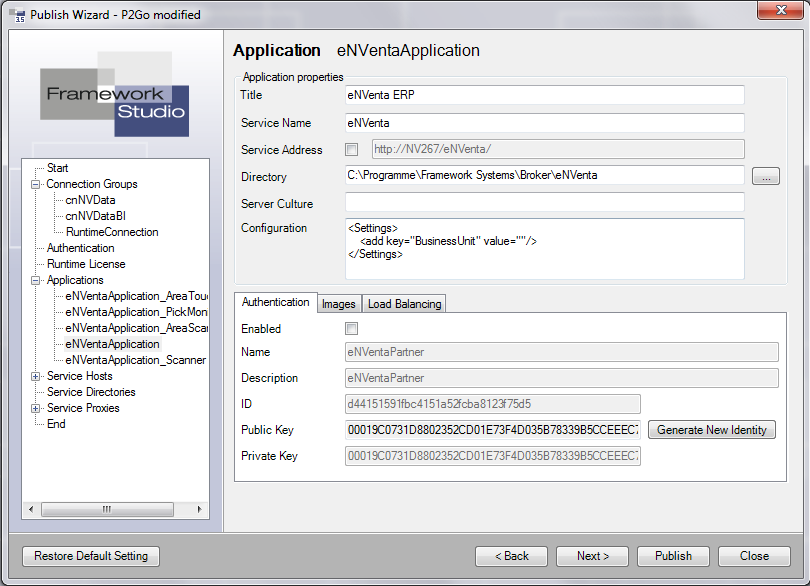 Publish Wizard - P2Go modified
Framework
Studio
Start
Connection Groups
cnNVData
cnNVDataBI
RuntimeConnection
Authentication
Runtime License
Applications
eNVentaApplication_AreaTou
eNVentaApplication_PickMon
eNVentaApplication_AreaScan
eNVentaApplication
eNVentaApplication_Scanner
Service Hosts
Service Directories
Service Proxies
End
Application eNVentaApplication
Application properties
Title eNVenta ERP
Service Name eNVenta
Service Address http://NV267/eNVenta/
Directory C:\Programme\Framework Systems\Broker\eNVenta ...
Server Culture
Configuration <Settings>
<add key="BusinessUnit" value=""/>
</Settings>
Authentication Images Load Balancing
Enabled
Name eNVentaPartner
Description eNVentaPartner
ID d44151591fbc4151a52fcba8123f75d5
Public Key 00019C0731D8802352CD01E73F4D035B78339B5CCEEEC7 Generate New Identity
Private Key 00019C0731D8802352CD01E73F4D035B78339B5CCEEEC7
Restore Default Setting < Back Next > Publish Close